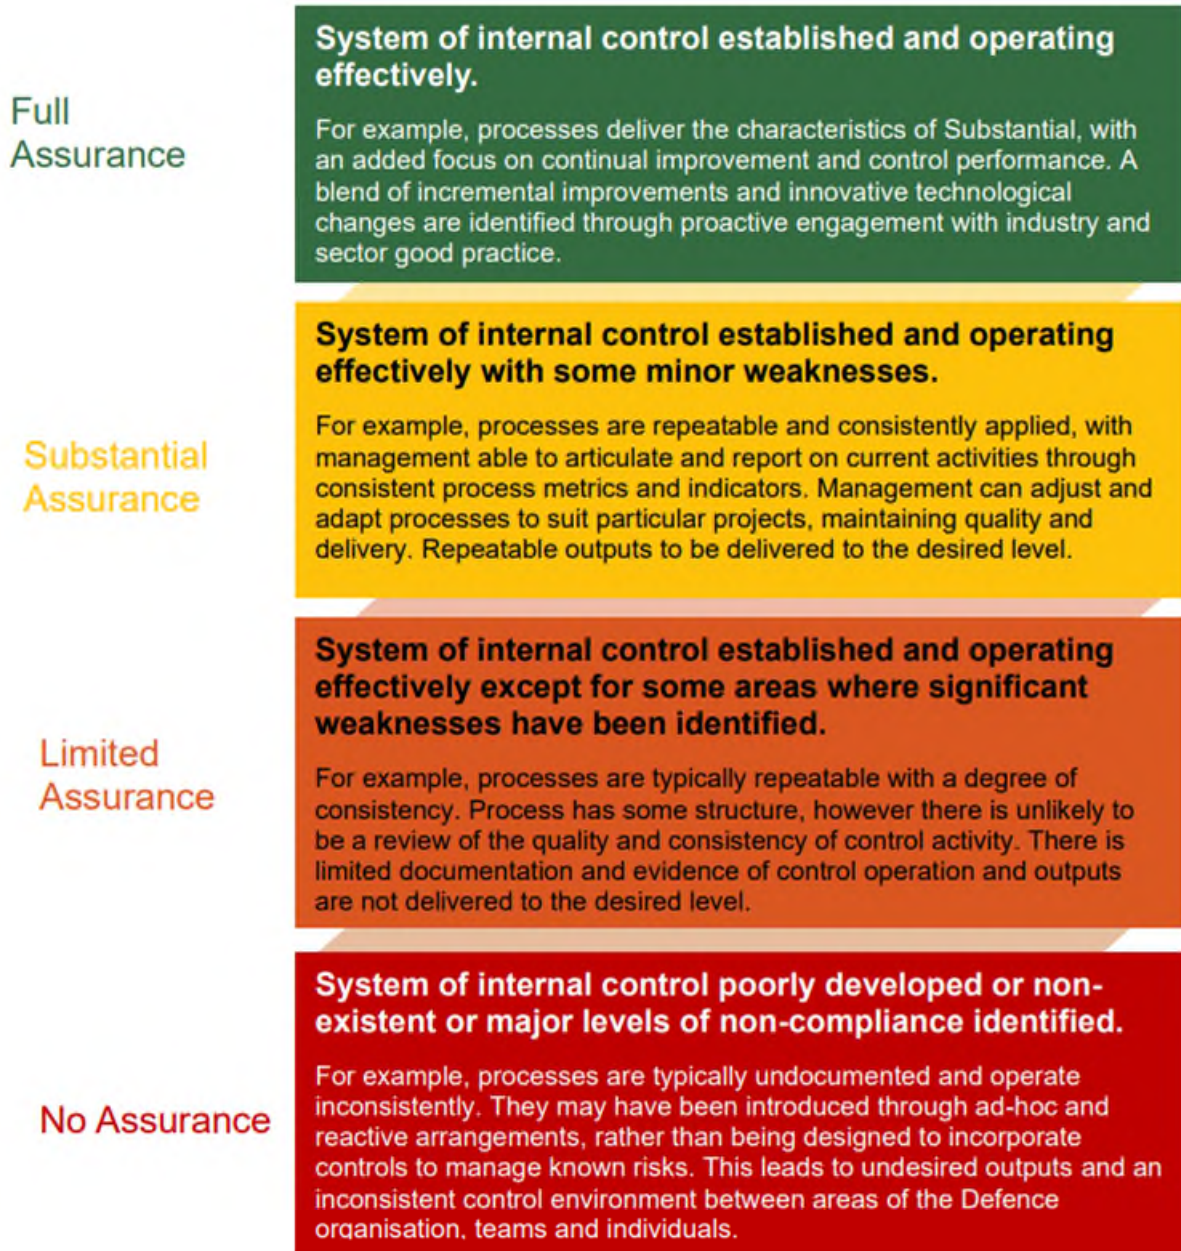 Full
Assurance
System of internal control established and operating
effectively.
For example, processes deliver the characteristics of Substantial, with
an added focus on continual improvement and control performance. A
blend of incremental improvements and innovative technological
changes are identified through proactive engagement with industry and
sector good practice.
Substantial
Assurance
System of internal control established and operating
effectively with some minor weaknesses.
For example, processes are repeatable and consistently applied, with
management able to articulate and report on current activities through
consistent process metrics and indicators. Management can adjust and
adapt processes to suit particular projects, maintaining quality and
delivery. Repeatable outputs to be delivered to the desired level.
Limited
Assurance
System of internal control established and operating
effectively except for some areas where significant
weaknesses have been identified.
For example, processes are typically repeatable with a degree of
consistency. Process has some structure, however there is unlikely to
be a review of the quality and consistency of control activity. There is
limited documentation and evidence of control operation and outputs
are not delivered to the desired level.
No Assurance
System of internal control poorly developed or non-
existent or major levels of non-compliance identified.
For example, processes are typically undocumented and operate
inconsistently. They may have been introduced through ad-hoc and
reactive arrangements, rather than being designed to incorporate
controls to manage known risks. This leads to undesired outputs and an
inconsistent control environment between areas of the Defence
organisation, teams and individuals.